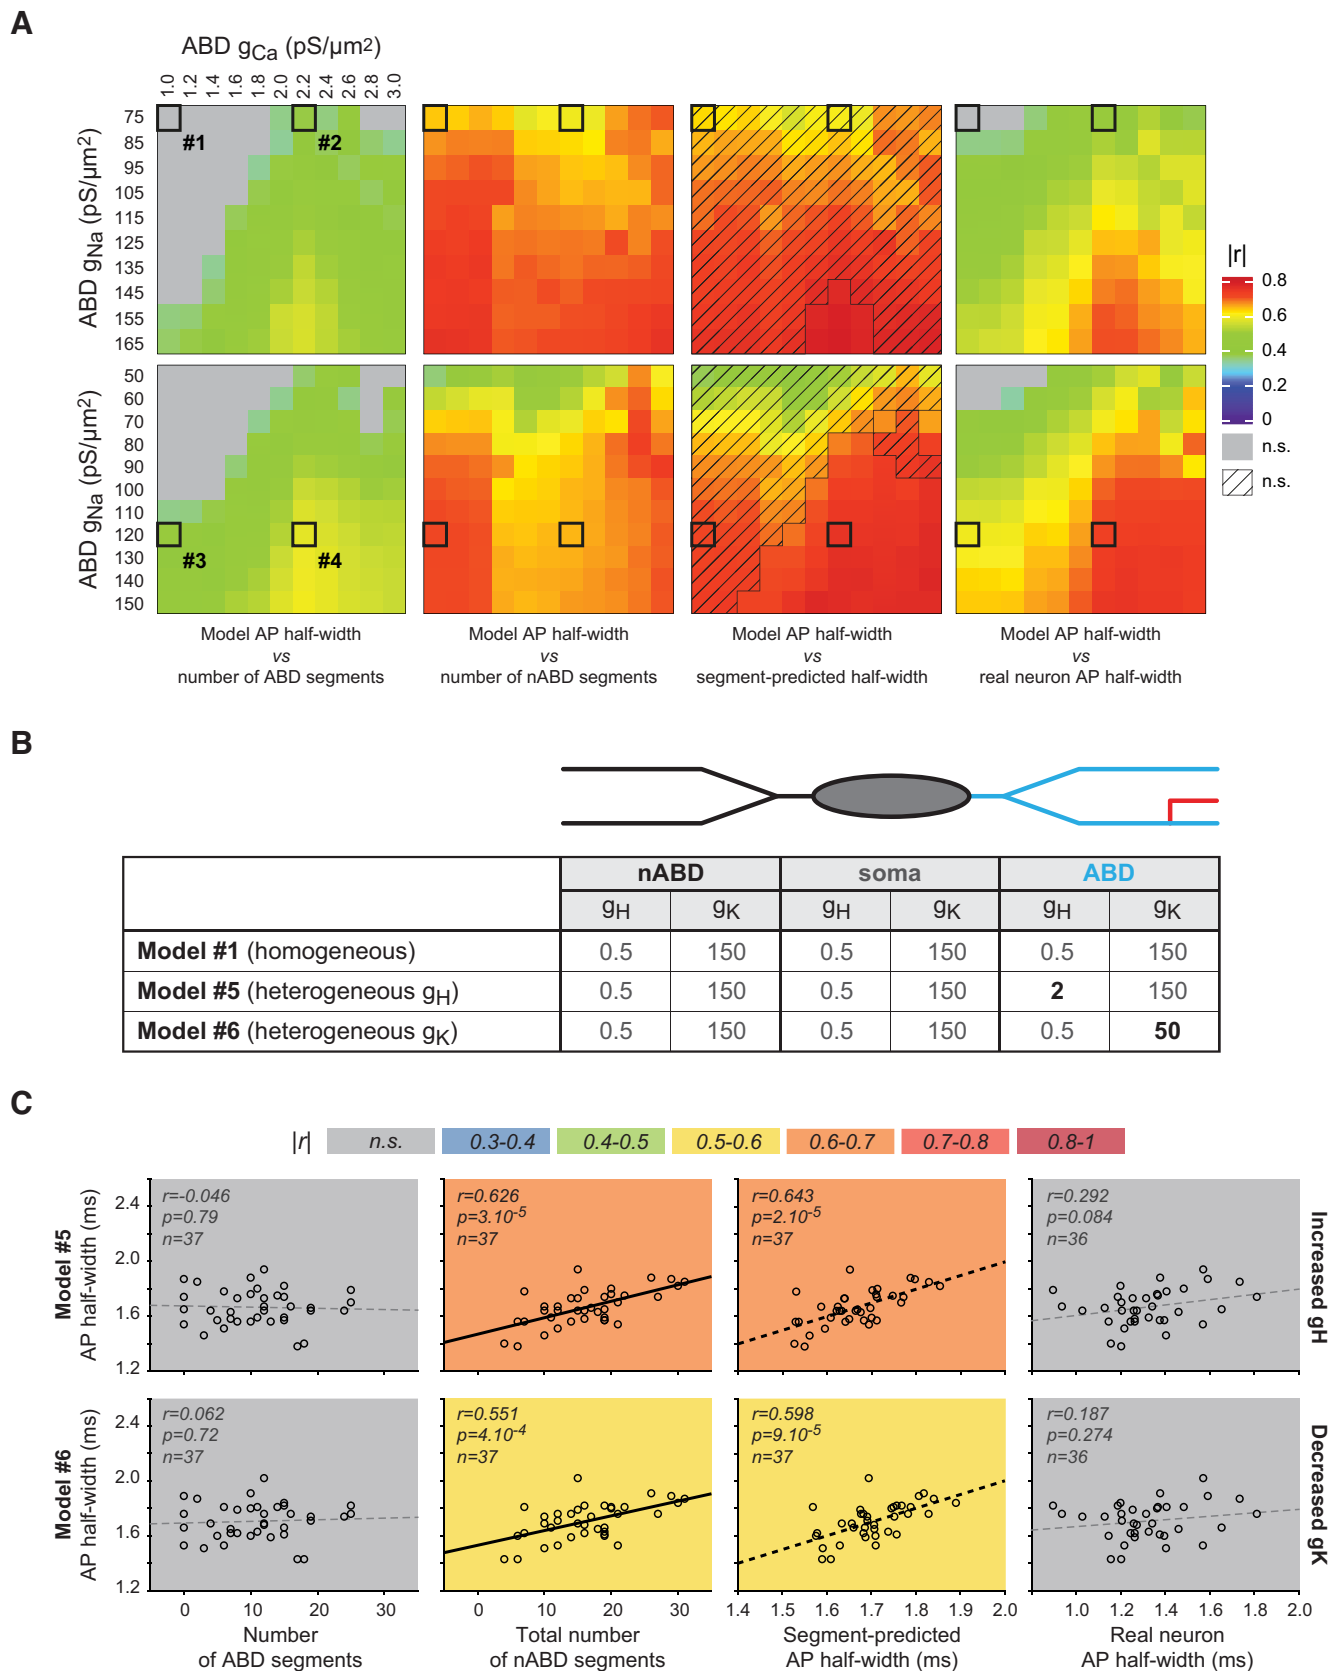 A
ABD gCa (pS/µm2)
1.0 1.2 1.4 1.6 1.8 2.0 2.2 2.4 2.6 2.8 3.0
ABD gNa (pS/µm2)
75
85
95
105
115
125
135
145
155
165
#1
#2
ABD gNa (pS/µm2)
50
60
70
80
90
100
110
120
130
140
150
#3
#4
|r|
0.8
0.6
0.4
0.2
0
n.s.
n.s.
Model AP half-width
vs
number of ABD segments
Model AP half-width
vs
number of nABD segments
Model AP half-width
vs
segment-predicted half-width
Model AP half-width
vs
real neuron AP half-width
B
nABD soma ABD
gH gK gH gK gH gK
Model #1 (homogeneous) 0.5 150 0.5 150 0.5 150
Model #5 (heterogeneous gH) 0.5 150 0.5 150 2 150
Model #6 (heterogeneous gK) 0.5 150 0.5 150 0.5 50
C
|r| n.s. 0.3-0.4 0.4-0.5 0.5-0.6 0.6-0.7 0.7-0.8 0.8-1
Model #5
AP half-width (ms)
2.4
2.0
1.6
1.2
r=-0.046
p=0.79
n=37
r=0.626
p=3.10-5
n=37
r=0.643
p=2.10-5
n=37
r=0.292
p=0.084
n=36
Increased gH
Model #6
AP half-width (ms)
2.4
2.0
1.6
1.2
r=0.062
p=0.72
n=37
r=0.551
p=4.10-4
n=37
r=0.598
p=9.10-5
n=37
r=0.187
p=0.274
n=36
Decreased gK
0 10 20 30
0 10 20 30
1.4 1.5 1.6 1.7 1.8 1.9 2.0
1.0 1.2 1.4 1.6 1.8 2.0
Number
of ABD segments
Total number
of nABD segments
Segment-predicted
AP half-width (ms)
Real neuron
AP half-width (ms)